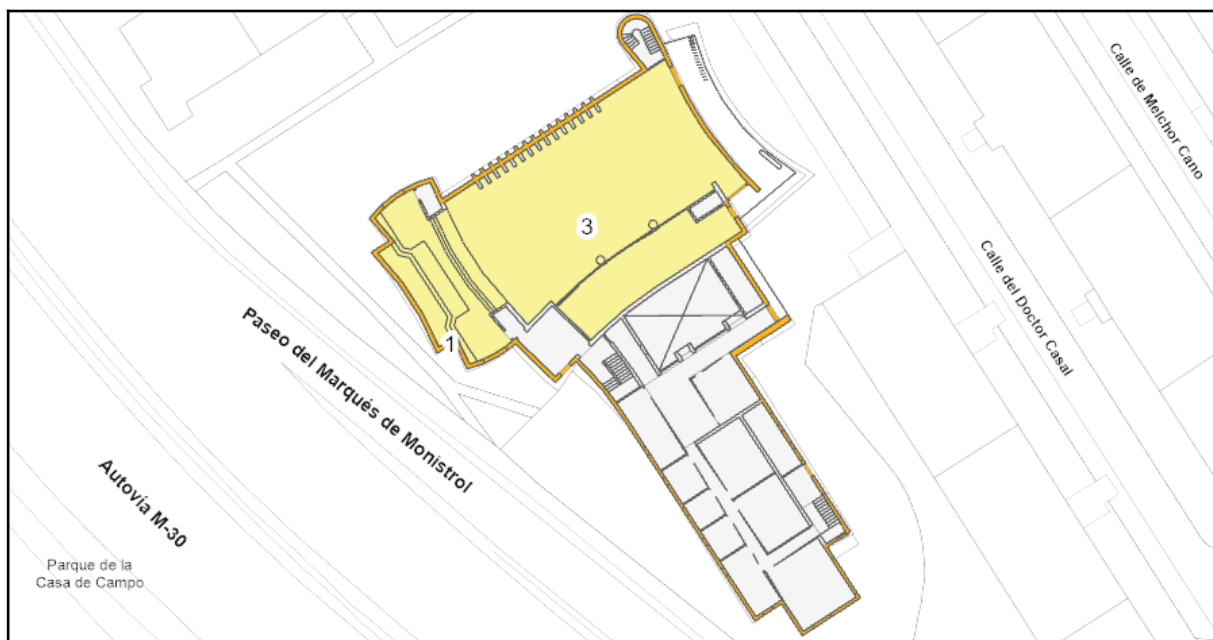 Calle de Melchor Cano
3
Calle del Doctor Casal
1
Paseo del Marqués de Monistrol
Autovía M-30
Parque de la
Casa de Campo